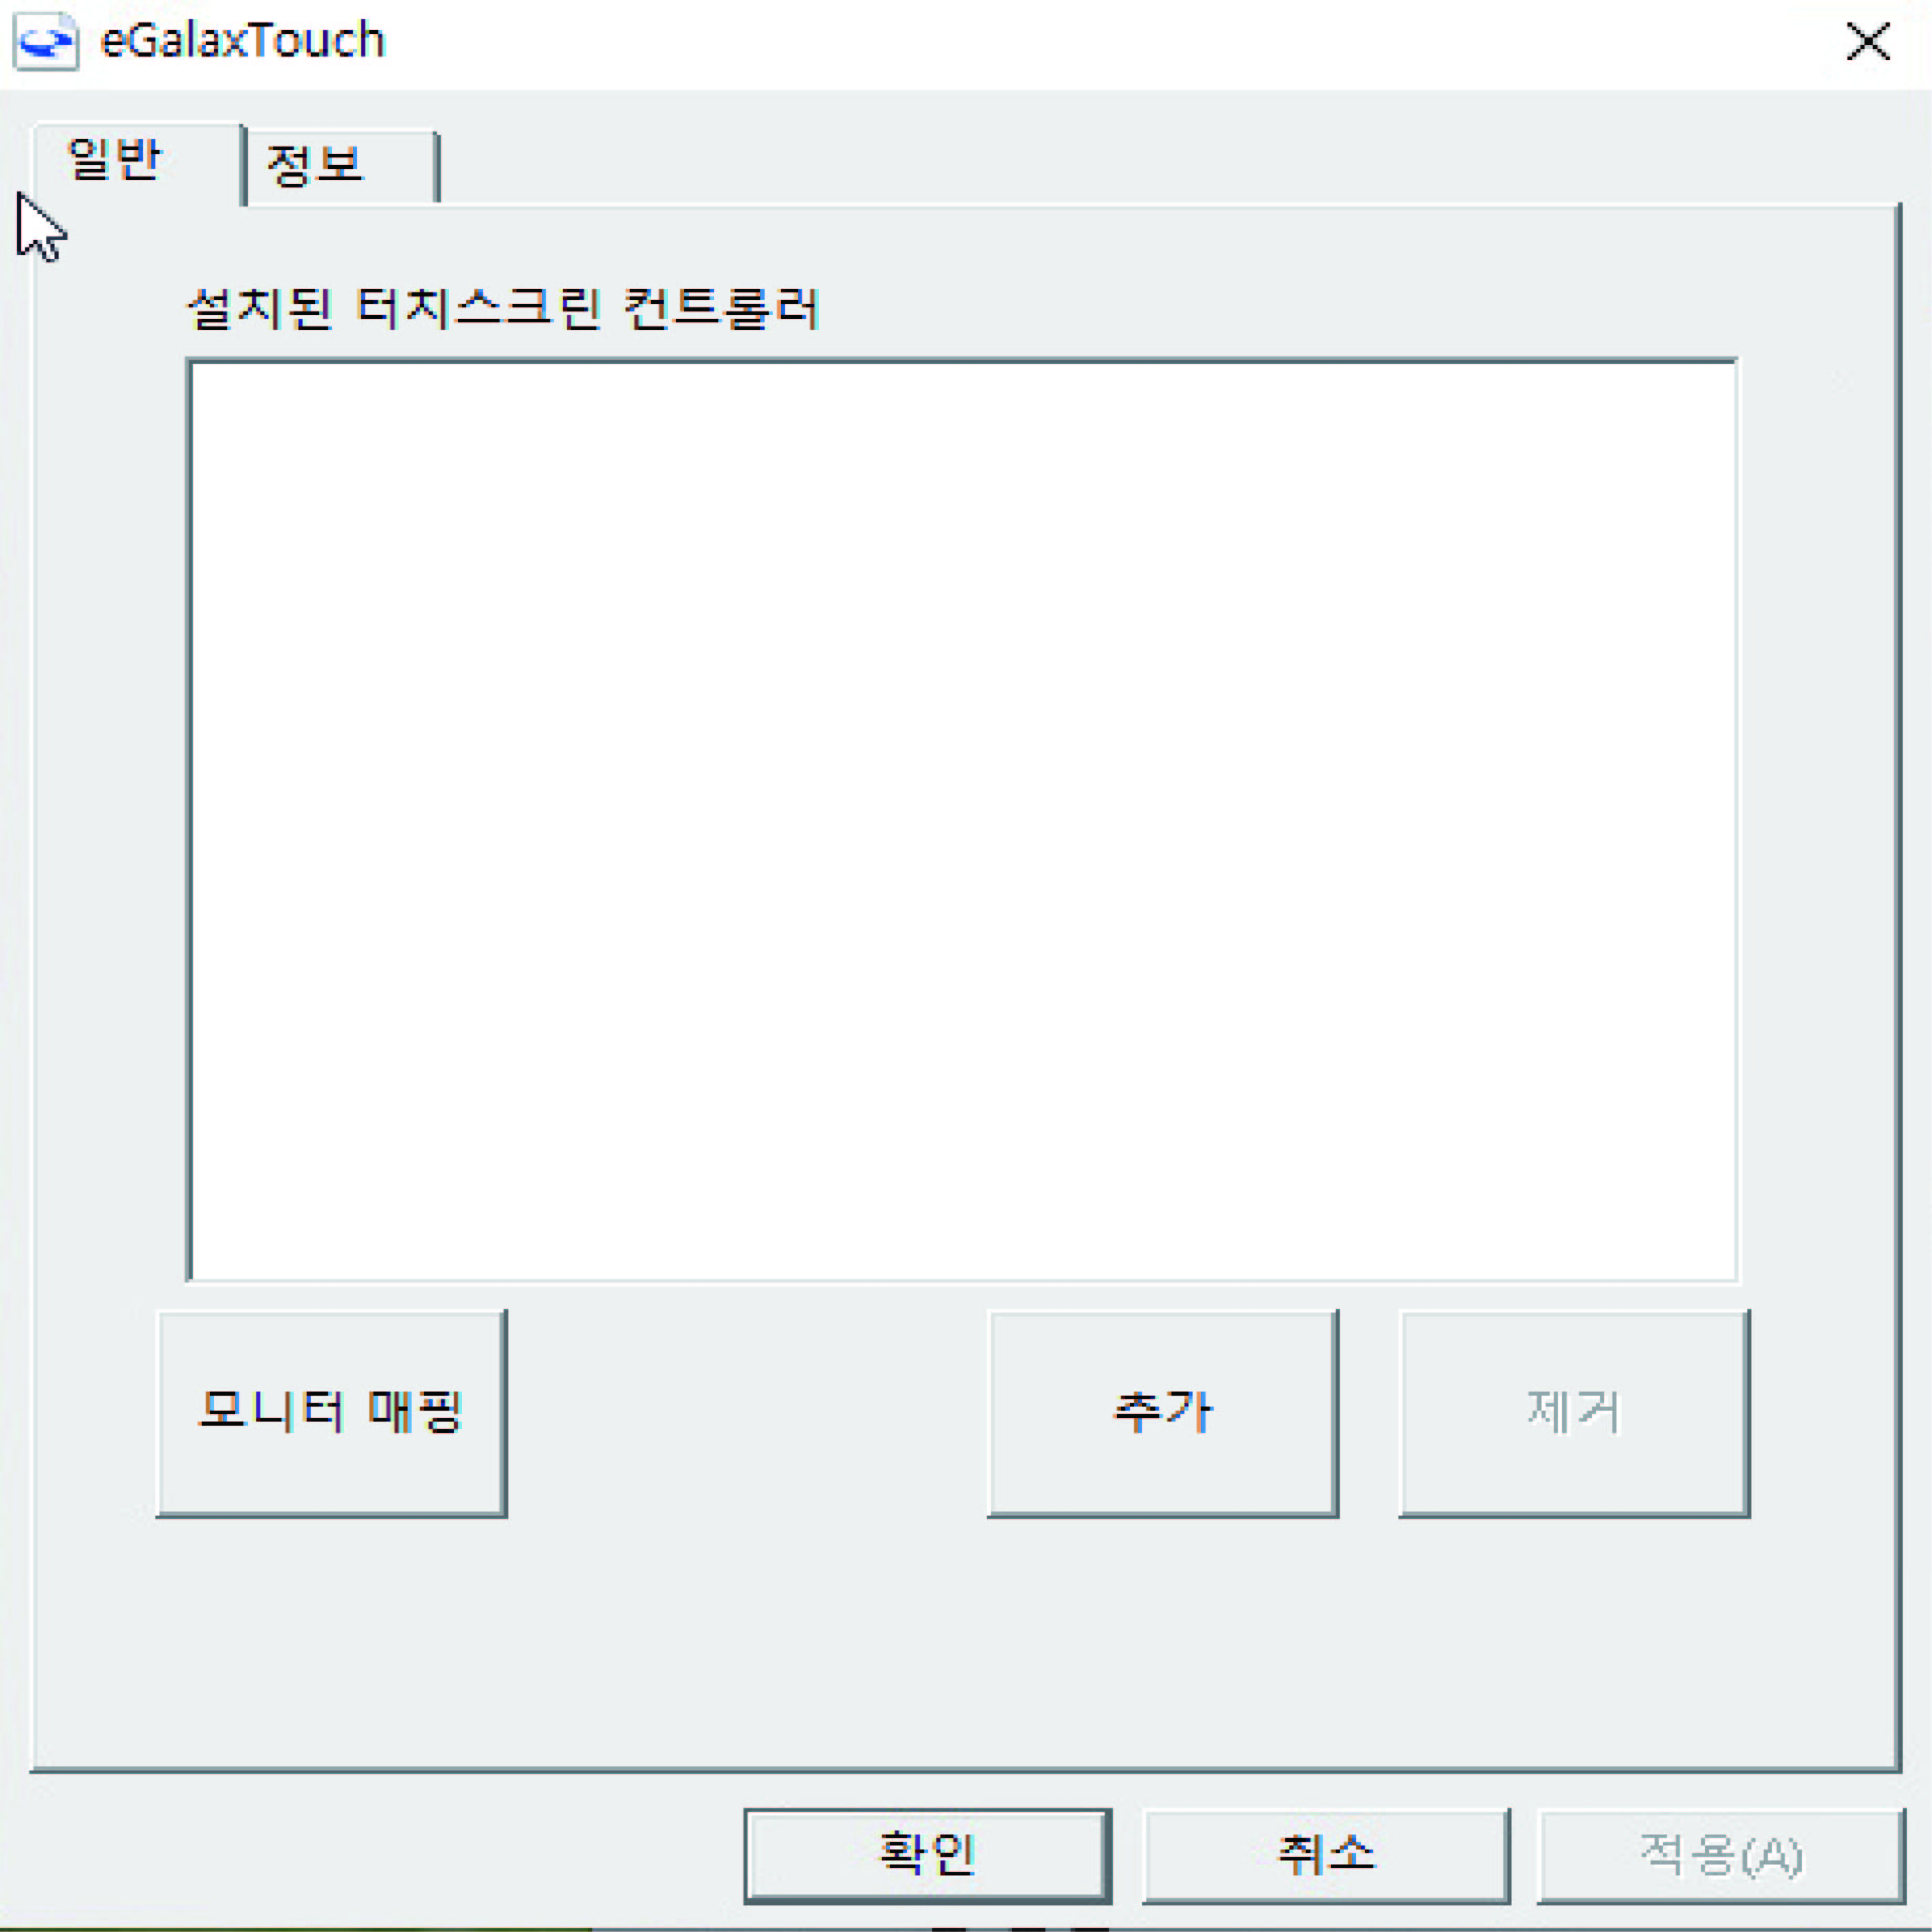 eGalaxTouch
일반 정보
설치된 터치스크린 컨트롤러
모니터 매핑 추가 제거
확인 취소 적용(A)